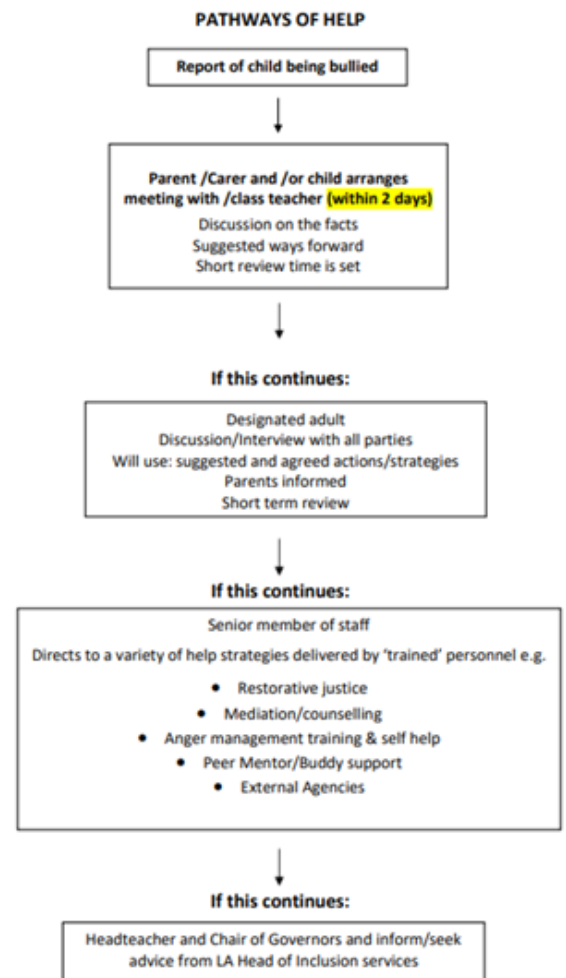 PATHWAYS OF HELP
Report of child being bullied
Parent /Carer and /or child arranges
meeting with /class teacher (within 2 days)
Discussion on the facts
Suggested ways forward
Short review time is set
If this continues:
Designated adult
Discussion/Interview with all parties
Will use: suggested and agreed actions/strategies
Parents informed
Short term review
If this continues:
Senior member of staff
Directs to a variety of help strategies delivered by ‘trained’ personnel e.g.
• Restorative justice
• Mediation/counselling
• Anger management training & self help
• Peer Mentor/Buddy support
• External Agencies
If this continues:
Headteacher and Chair of Governors and inform/seek
advice from LA Head of Inclusion services